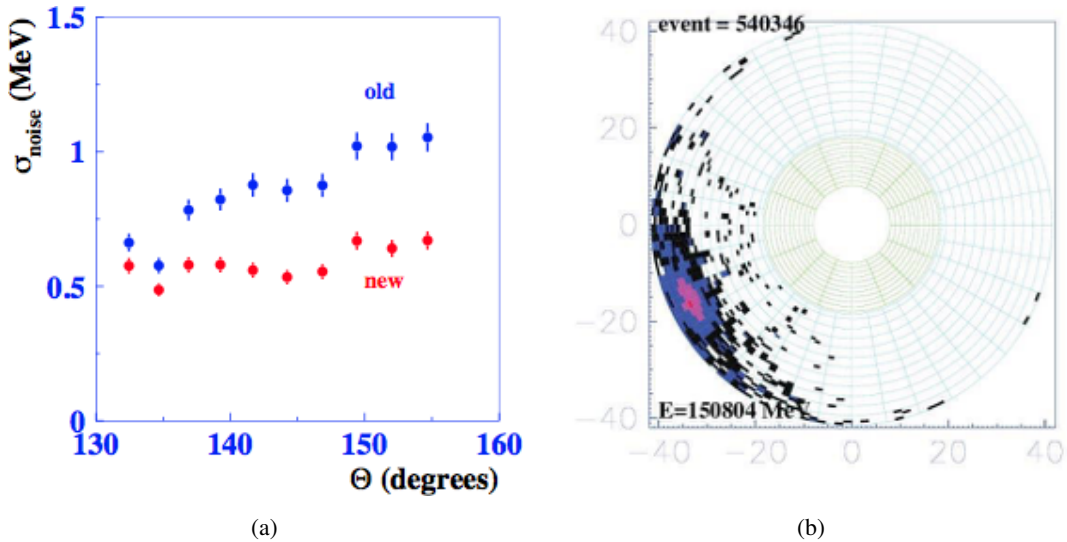 σnoise (MeV)
1.5
1
0.5
0
old
new
130
140
150
160
Θ (degrees)
(a)
event = 540346
40
20
0
−20
−40
E=150804 MeV
−40
−20
0
20
40
(b)